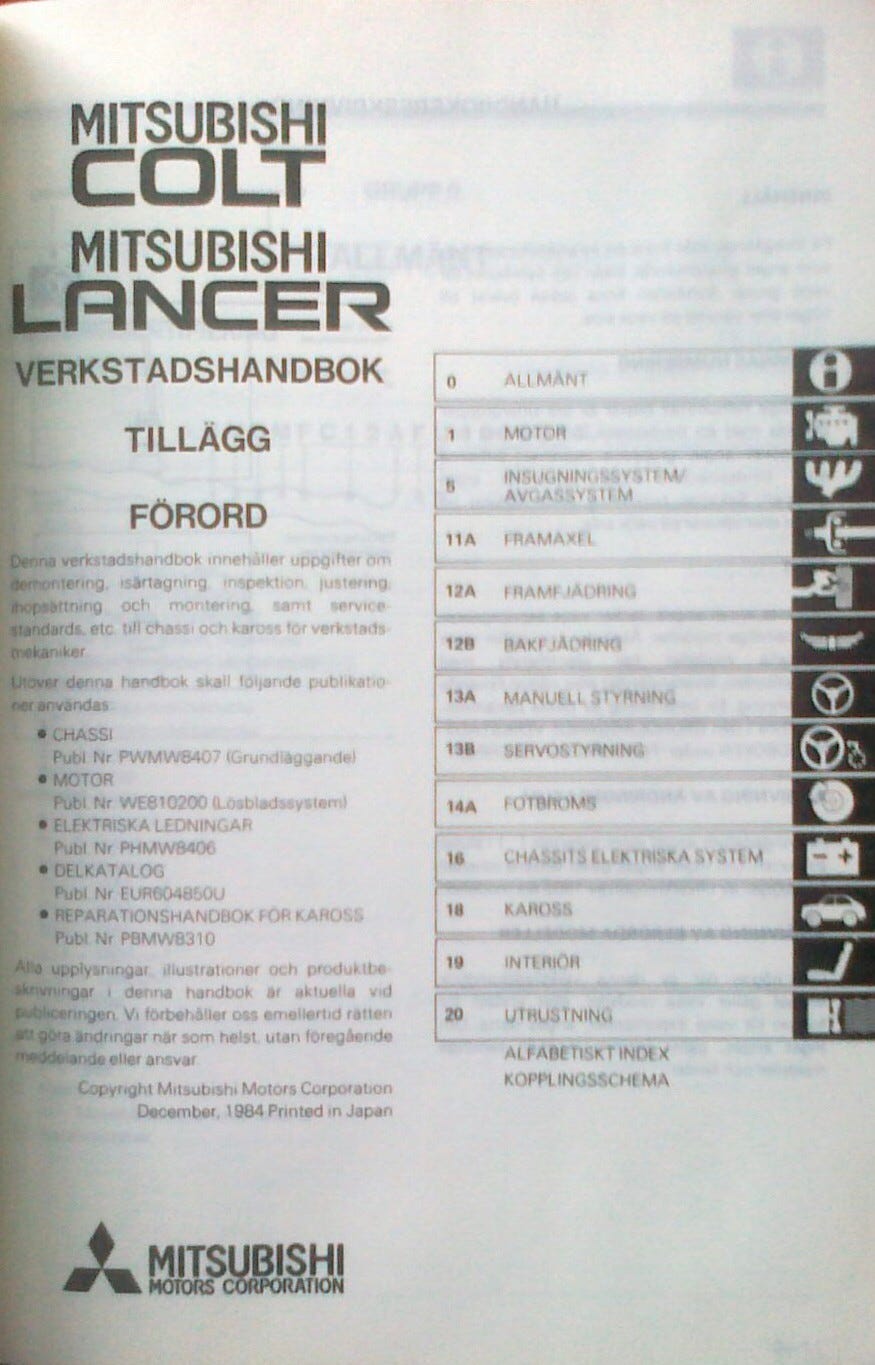 MITSUBISHI
COLT
MITSUBISHI
LANCER
VERKSTADSHANDBOK
TILLÄGG
FÖRORD
Denna verkstadshandbok innehåller uppgifter om
demontering, isärtagning, inspektion, justering,
ihopsättning och montering, samt service-
standards, etc. till chassi och kaross för verkstads-
mekaniker.
Utöver denna handbok skall följande publikatio-
ner användas:
● CHASSI
Publ. Nr. PWMW8407 (Grundläggande)
● MOTOR
Publ. Nr. WE810200 (Lösbladssystem)
● ELEKTRISKA LEDNINGAR
Publ. Nr. PHMW8406
● DELKATALOG
Publ. Nr. EUR604850U
● REPARATIONSHANDBOK FÖR KAROSS
Publ. Nr. PBMW8310
Alla upplysningar, illustrationer och produktbe-
skrivningar i denna handbok är aktuella vid
publiceringen. Vi förbehåller oss emellertid rätten
att göra ändringar när som helst, utan föregående
meddelande eller ansvar.
Copyright Mitsubishi Motors Corporation
December, 1984 Printed in Japan
MITSUBISHI
MOTORS CORPORATION
0 ALLMÄNT
1 MOTOR
INSUGNINGSSYSTEM/
AVGASSYSTEM
11A FRAMAXEL
12A FRAMFJÄDRING
12B BAKFJÄDRING
13A MANUELL STYRNING
13B SERVOSTYRNING
14A FOTBROMS
16 CHASSITS ELEKTRISKA SYSTEM
18 KAROSS
19 INTERIÖR
20 UTRUSTNING
ALFABETISKT INDEX
KOPPLINGSSCHEMA